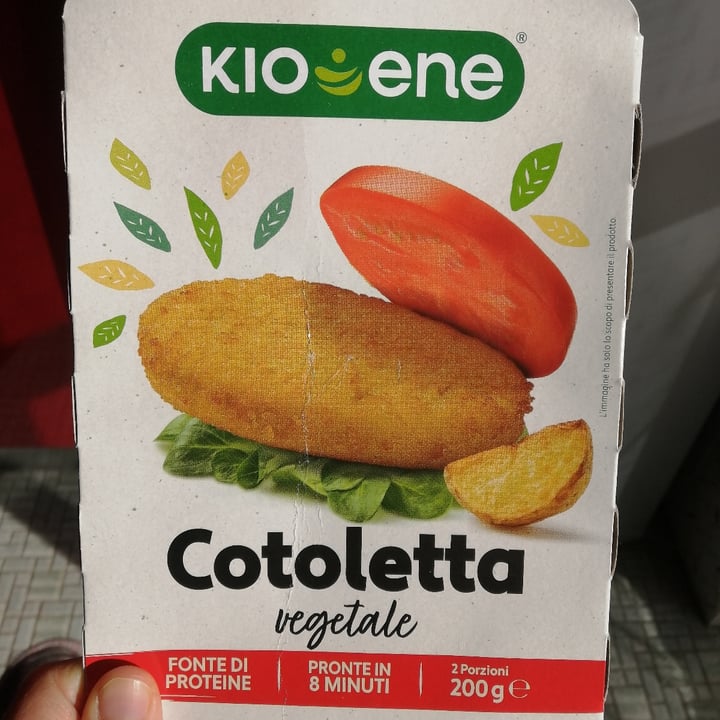 KIOENE®
L'immagine ha solo lo scopo di presentare il prodotto
Cotoletta
vegetale
FONTE DI
PROTEINE
PRONTE IN
8 MINUTI
2 Porzioni
200 g ℮